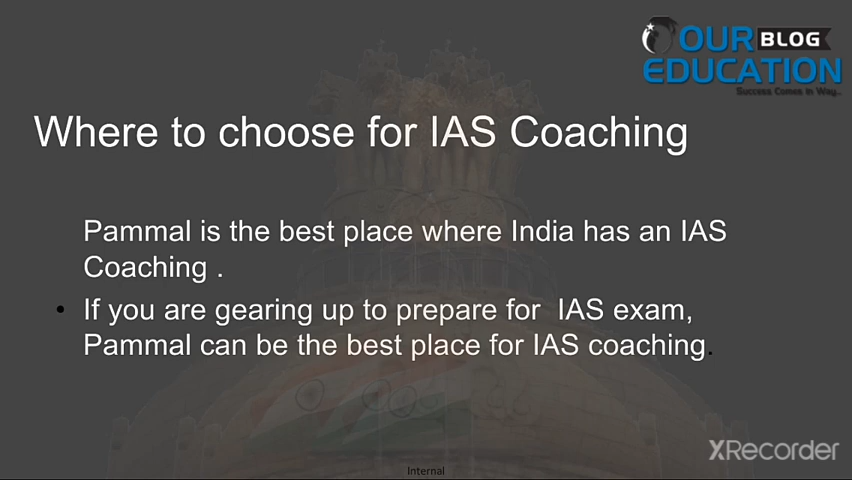 OUR BLOG
EDUCATION
Success Comes in Way..
Where to choose for IAS Coaching
Pammal is the best place where India has an IAS
Coaching .
• If you are gearing up to prepare for  IAS exam,
Pammal can be the best place for IAS coaching.
XRecorder
Internal